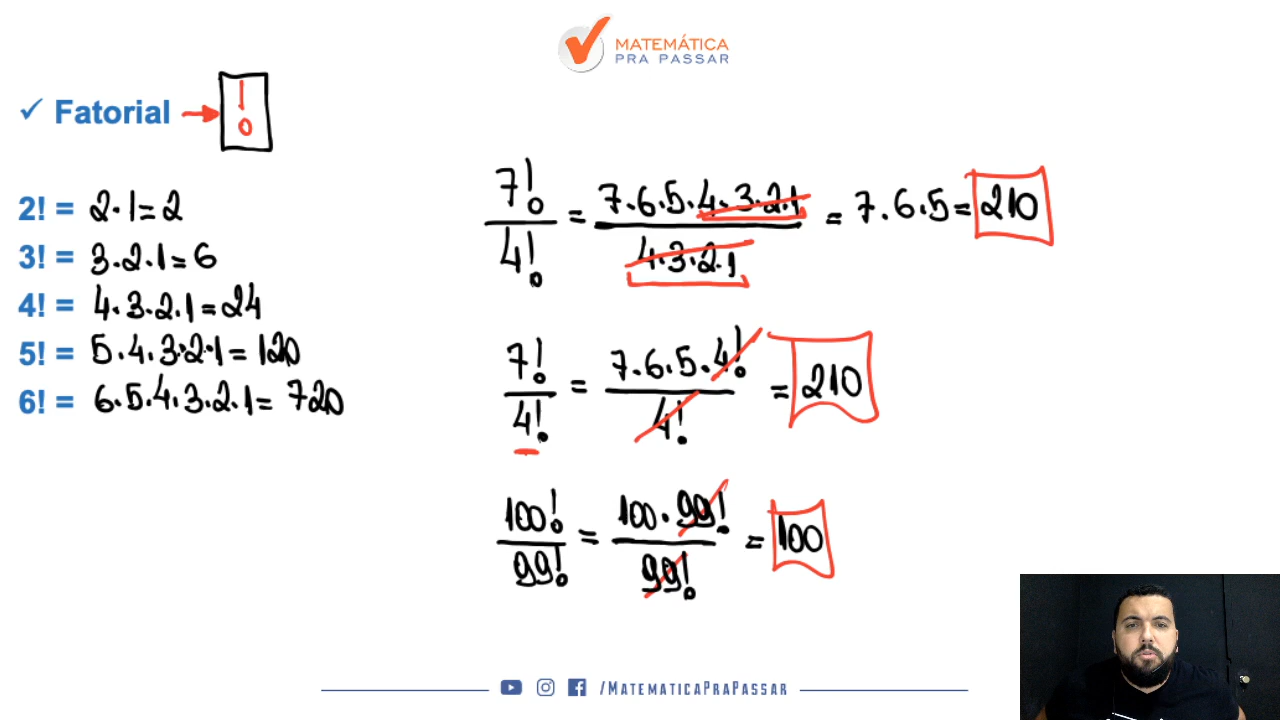 MATEMÁTICA
PRA PASSAR
✓ Fatorial → !
2! = 2·1=2
3! = 3·2·1=6
4! = 4·3·2·1=24
5! = 5·4·3·2·1=120
6! = 6·5·4·3·2·1=720
7!/4! = 7·6·5·4·3·2·1/4·3·2·1 = 7·6·5=210
7!/4! = 7·6·5·4!/4! = 210
100!/99! = 100·99!/99! = 100
/MATEMATICAPRAPASSAR